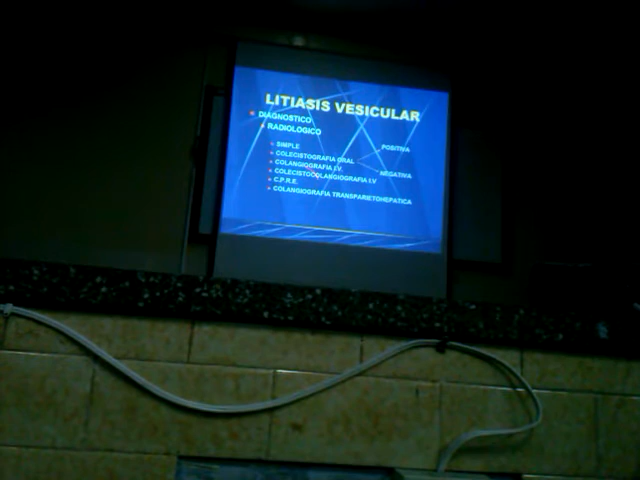 LITIASIS VESICULAR
DIAGNOSTICO
RADIOLOGICO
SIMPLE
COLECISTOGRAFIA ORAL
POSITIVA
NEGATIVA
COLANGIOGRAFIA I.V.
COLECISTOCOLANGIOGRAFIA I.V
C.P.R.E.
COLANGIOGRAFIA TRANSPARIETOHEPATICA